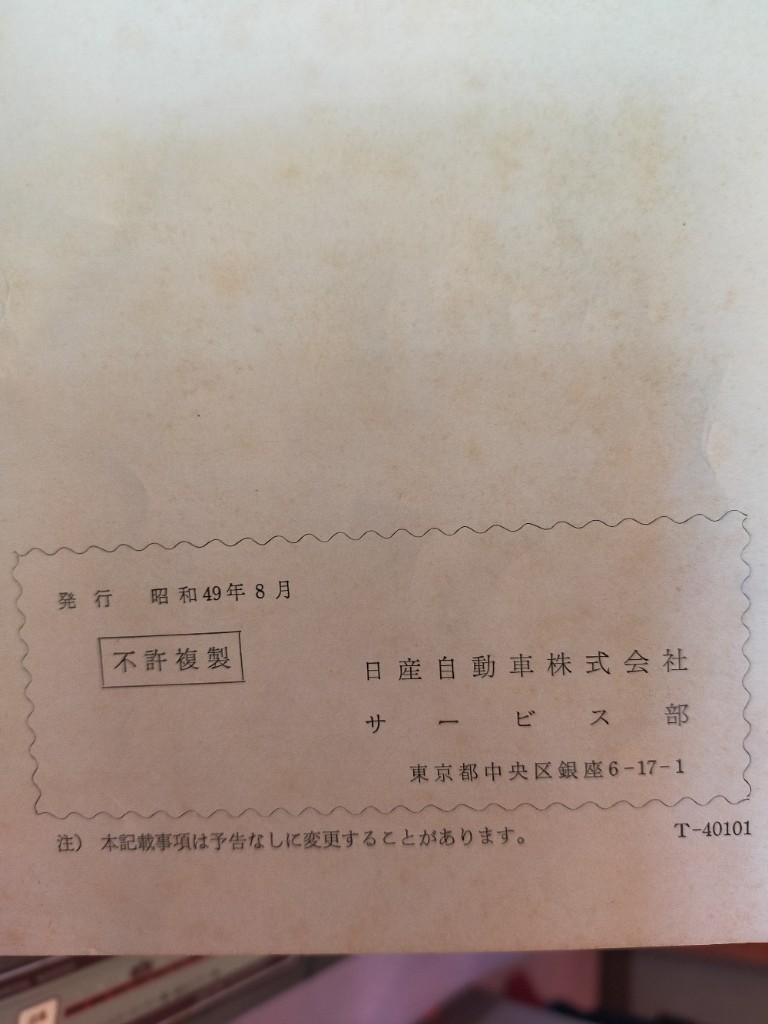 発行 昭和49年8月
不許複製
日産自動車株式会社
サービス部
東京都中央区銀座6-17-1
注) 本記載事項は予告なしに変更することがあります。
T-40101